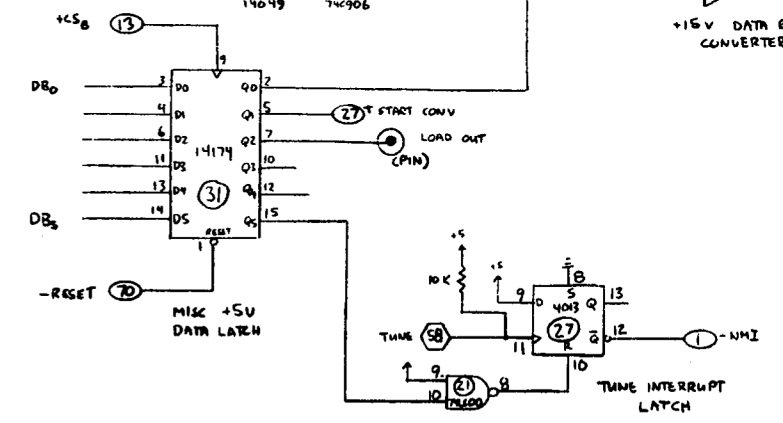 14049 74C906
+15V DATA
CONVERTER
+CS8 13
9
DB0
3 D0 Q0 2
4 D1 Q1 5
27 + START CONV
6 D2 Q2 7
LOAD OUT
(PIN)
14174
11 D3 Q3 10
13 D4 Q4 12
31
DB5
14 D5 Q5 15
RESET
1
-RESET 70
MISC +5V
DATA LATCH
+5
10K
+5
8
S
9 D Q 13
4013
TUNE 58
27
11 Q 12
1 -NMI
R
10
9
21
8
10
74LS00
TUNE INTERRUPT
LATCH